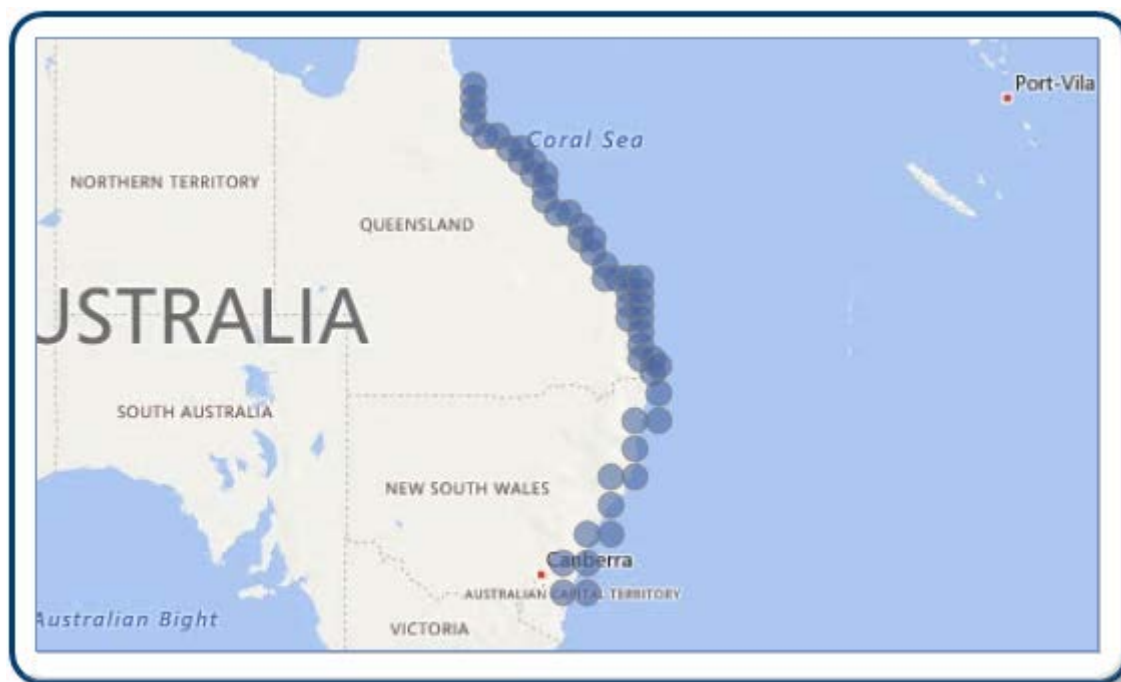 Port-Vila
Coral Sea
NORTHERN TERRITORY
QUEENSLAND
USTRALIA
SOUTH AUSTRALIA
NEW SOUTH WALES
Canberra
AUSTRALIAN CAPITAL TERRITORY
Australian Bight
VICTORIA